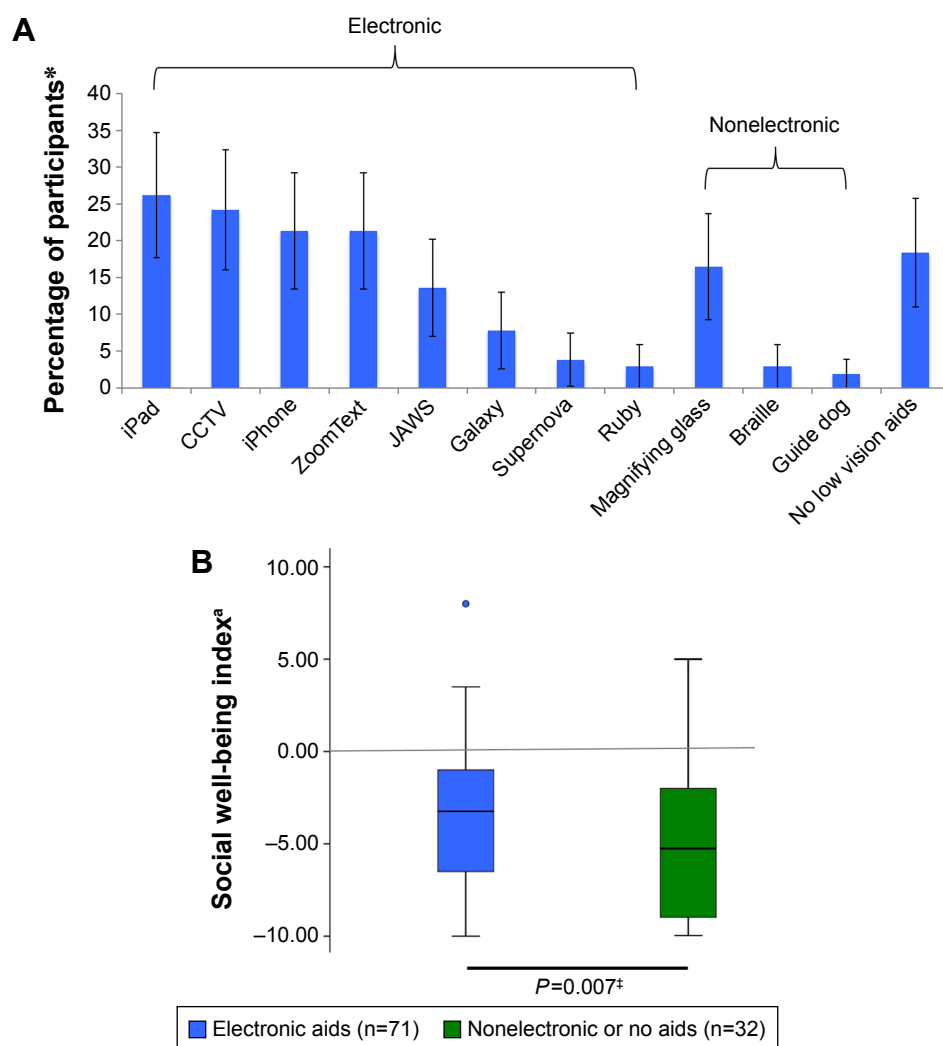 A
Electronic
Nonelectronic
Percentage of participants*
40
35
30
25
20
15
10
5
0
iPad
CCTV
iPhone
ZoomText
JAWS
Galaxy
Supernova
Ruby
Magnifying glass
Braille
Guide dog
No low vision aids
B
Social well-being indexª
10.00
5.00
0.00
–5.00
–10.00
P=0.007‡
Electronic aids (n=71)
Nonelectronic or no aids (n=32)